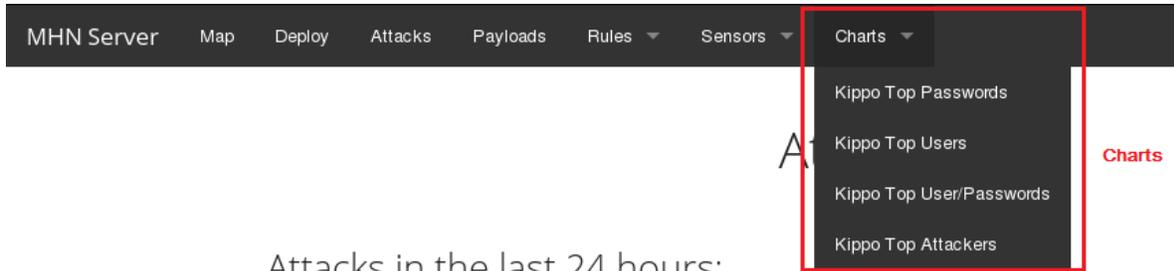 MHN Server Map Deploy Attacks Payloads Rules Sensors Charts
Kippo Top Passwords
Kippo Top Users
Charts
Kippo Top User/Passwords
Kippo Top Attackers
Attacks in the last 24 hours: